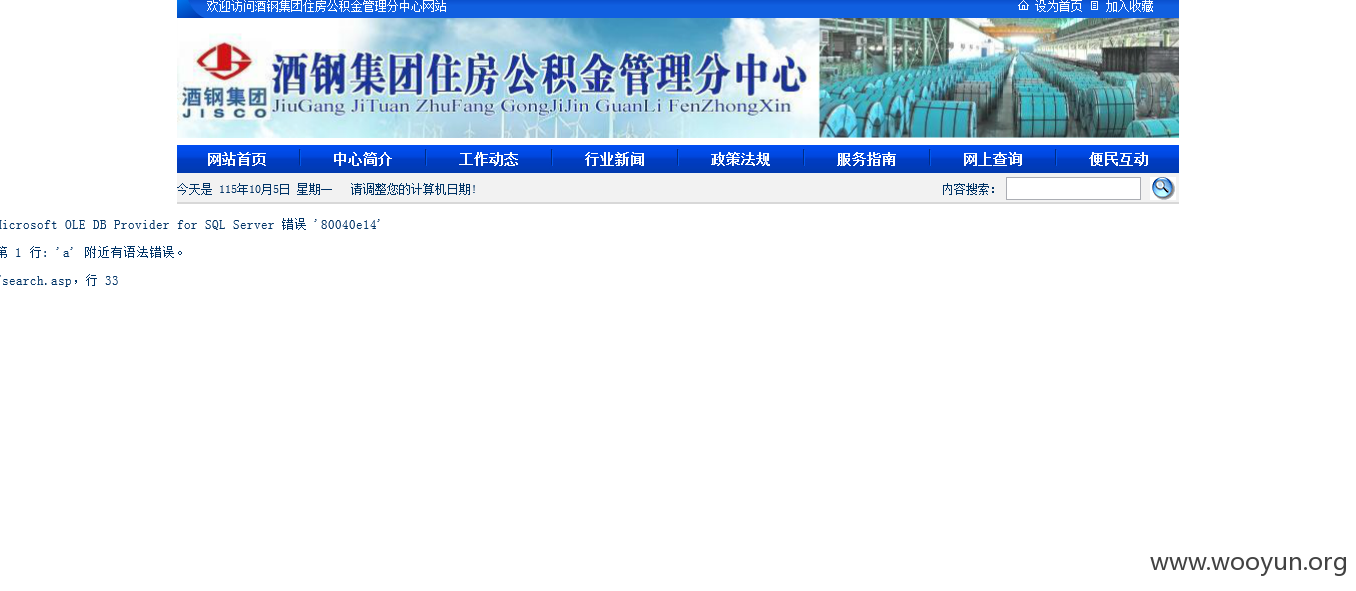 欢迎访问酒钢集团住房公积金管理分中心网站
设为首页 加入收藏
酒钢集团
JISCO
酒钢集团住房公积金管理分中心
JiuGang JiTuan ZhuFang GongJiJin GuanLi FenZhongXin
网站首页 中心简介 工作动态 行业新闻 政策法规 服务指南 网上查询 便民互动
今天是 115年10月5日 星期一 请调整您的计算机日期! 内容搜索:
Microsoft OLE DB Provider for SQL Server 错误 '80040e14'
第 1 行: 'a' 附近有语法错误。
/search.asp，行 33
www.wooyun.org